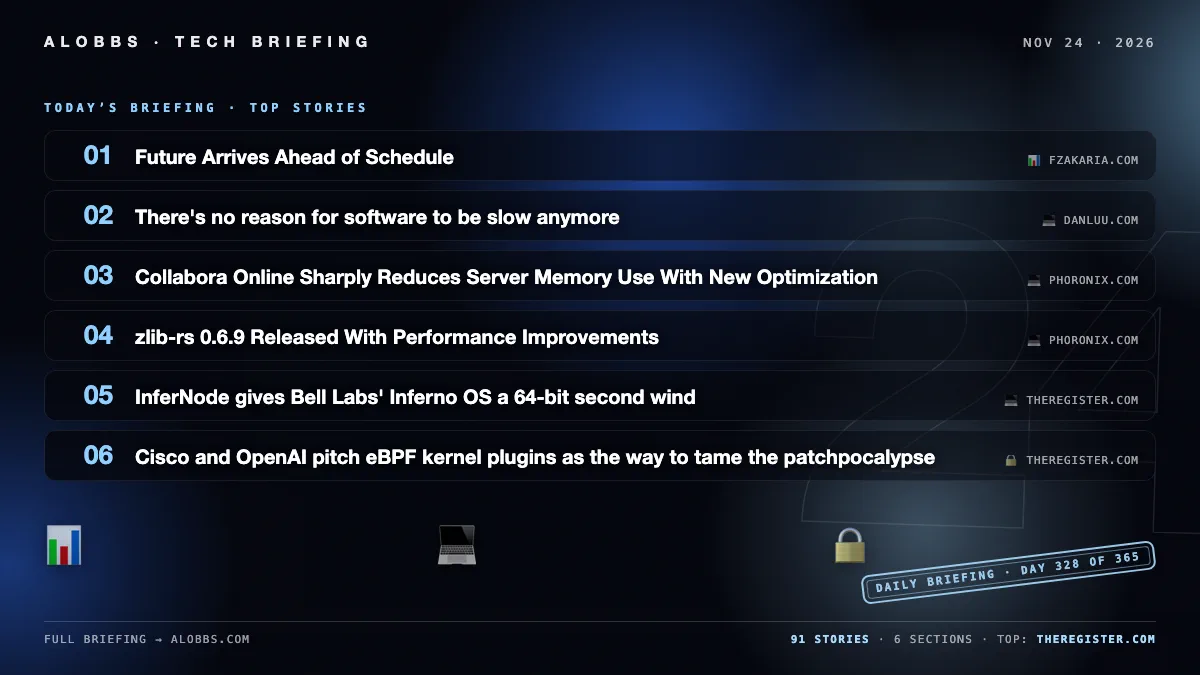 ALOBBS · TECH BRIEFING
NOV 24 · 2026
TODAY'S BRIEFING · TOP STORIES
01 Future Arrives Ahead of Schedule FZAKARIA.COM
02 There's no reason for software to be slow anymore DANLUU.COM
03 Collabora Online Sharply Reduces Server Memory Use With New Optimization PHORONIX.COM
04 zlib-rs 0.6.9 Released With Performance Improvements PHORONIX.COM
05 InferNode gives Bell Labs' Inferno OS a 64-bit second wind THEREGISTER.COM
06 Cisco and OpenAI pitch eBPF kernel plugins as the way to tame the patchpocalypse THEREGISTER.COM
24
DAILY BRIEFING · DAY 328 OF 365
FULL BRIEFING → ALOBBS.COM
91 STORIES · 6 SECTIONS · TOP: THEREGISTER.COM